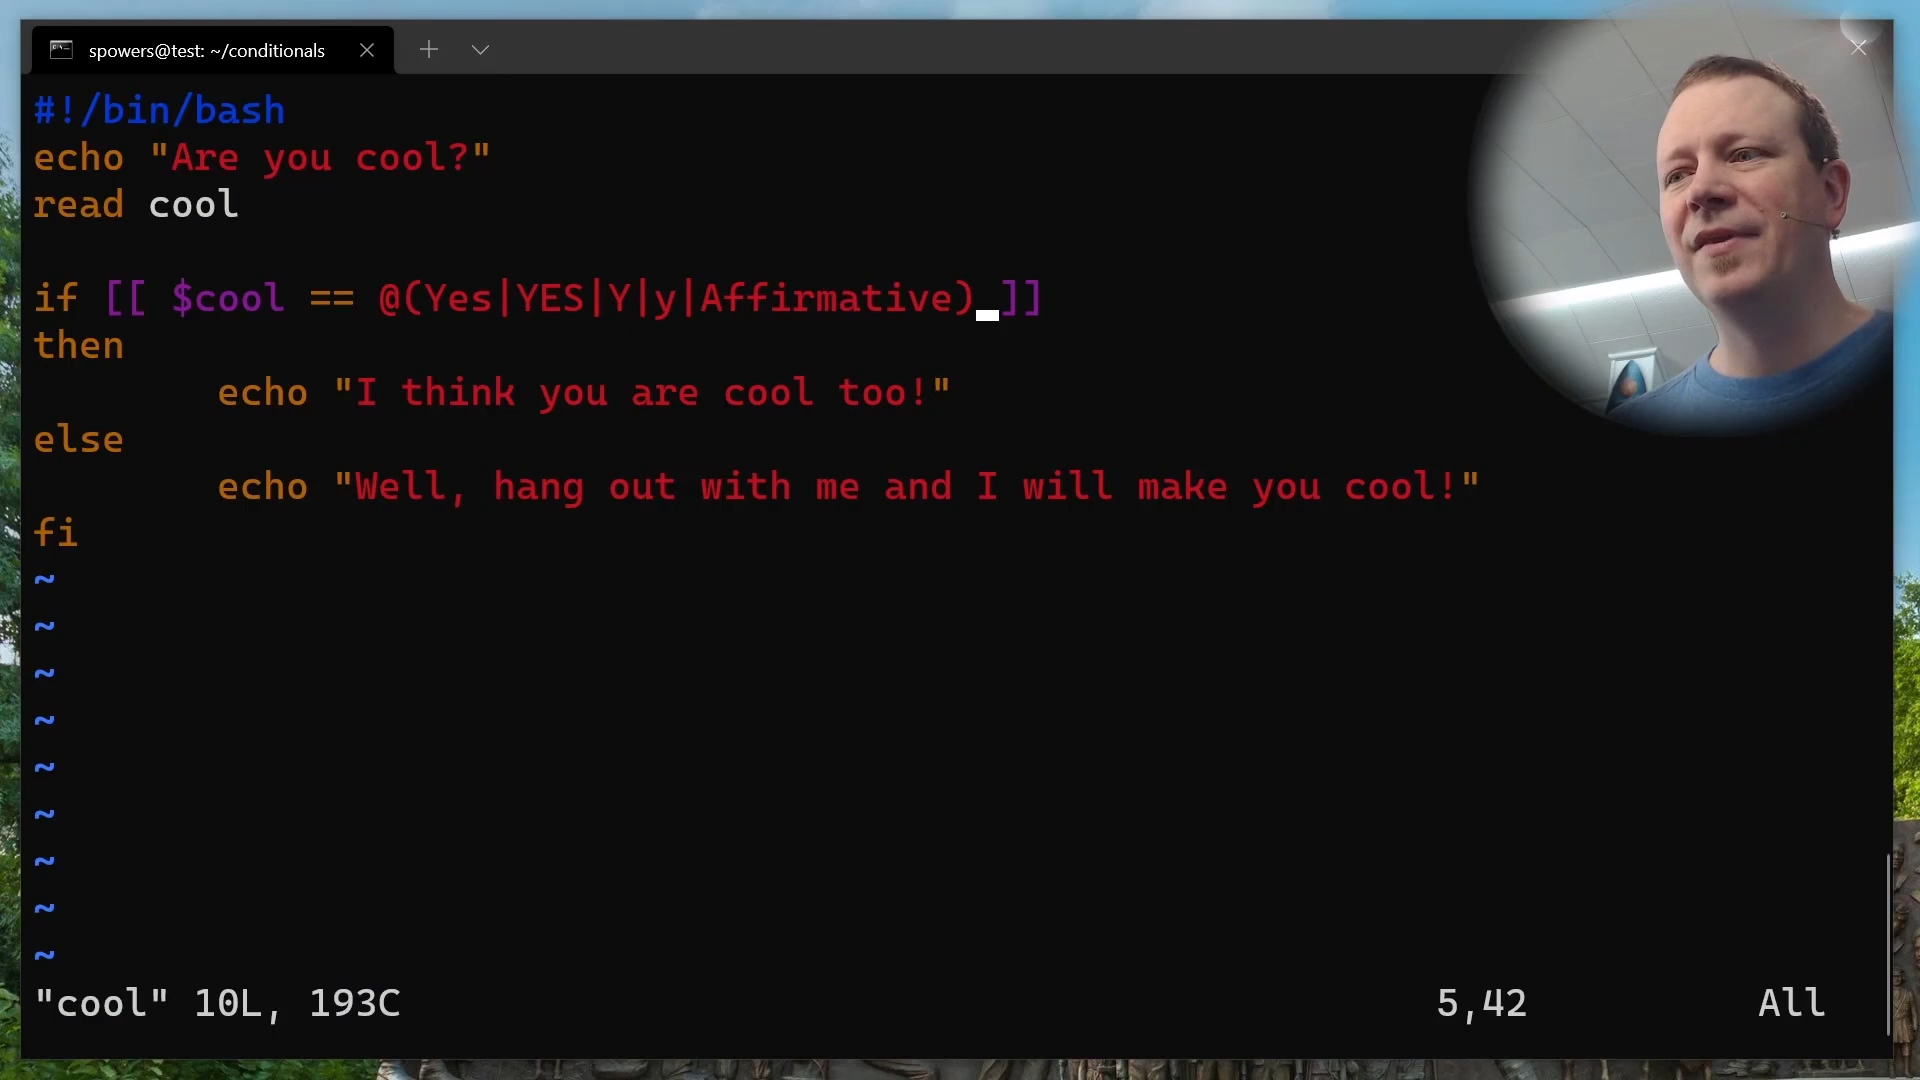 spowers@test: ~/conditionals
#!/bin/bash
echo "Are you cool?"
read cool
if [[ $cool == @(Yes|YES|Y|y|Affirmative) ]]
then
echo "I think you are cool too!"
else
echo "Well, hang out with me and I will make you cool!"
fi
~
~
~
~
~
~
~
~
~
"cool" 10L, 193C 5,42 All